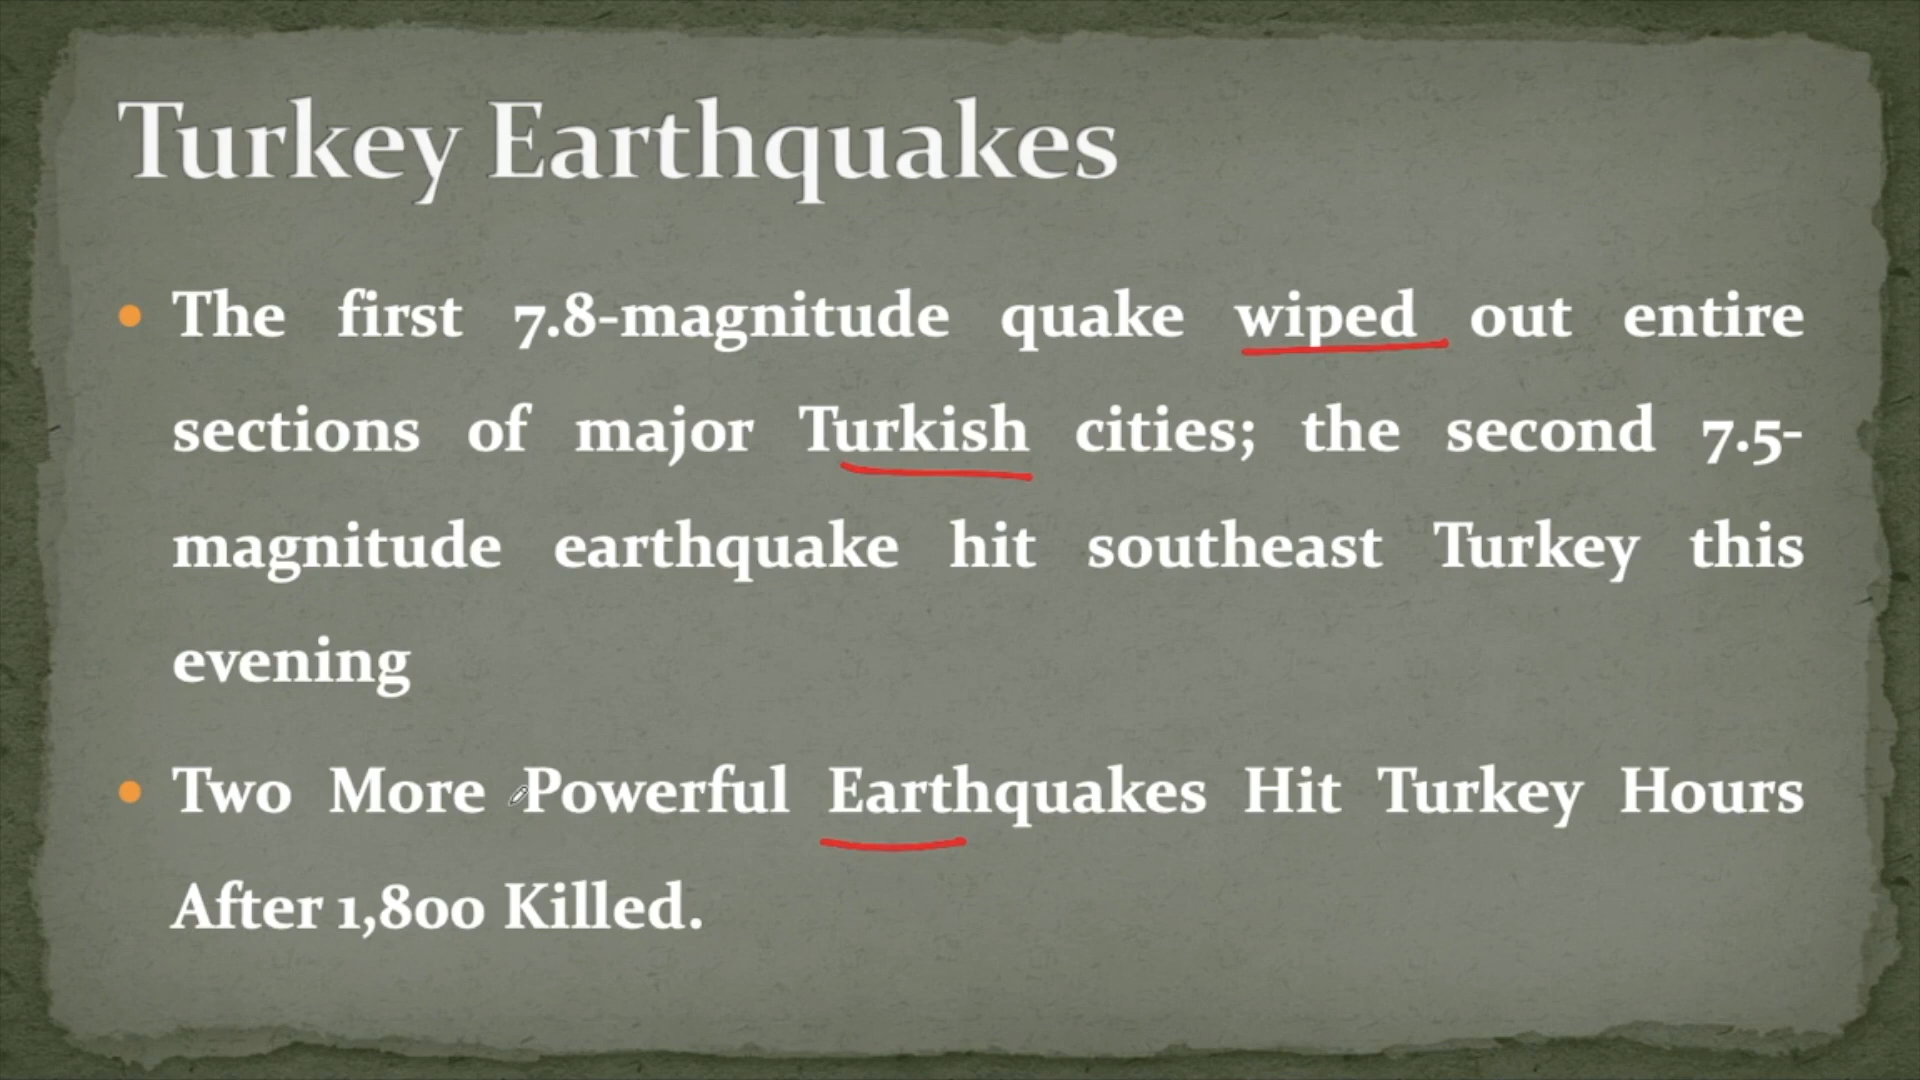 Turkey Earthquakes
The first 7.8-magnitude quake wiped out entire
sections of major Turkish cities; the second 7.5-
magnitude earthquake hit southeast Turkey this
evening
Two More Powerful Earthquakes Hit Turkey Hours
After 1,800 Killed.